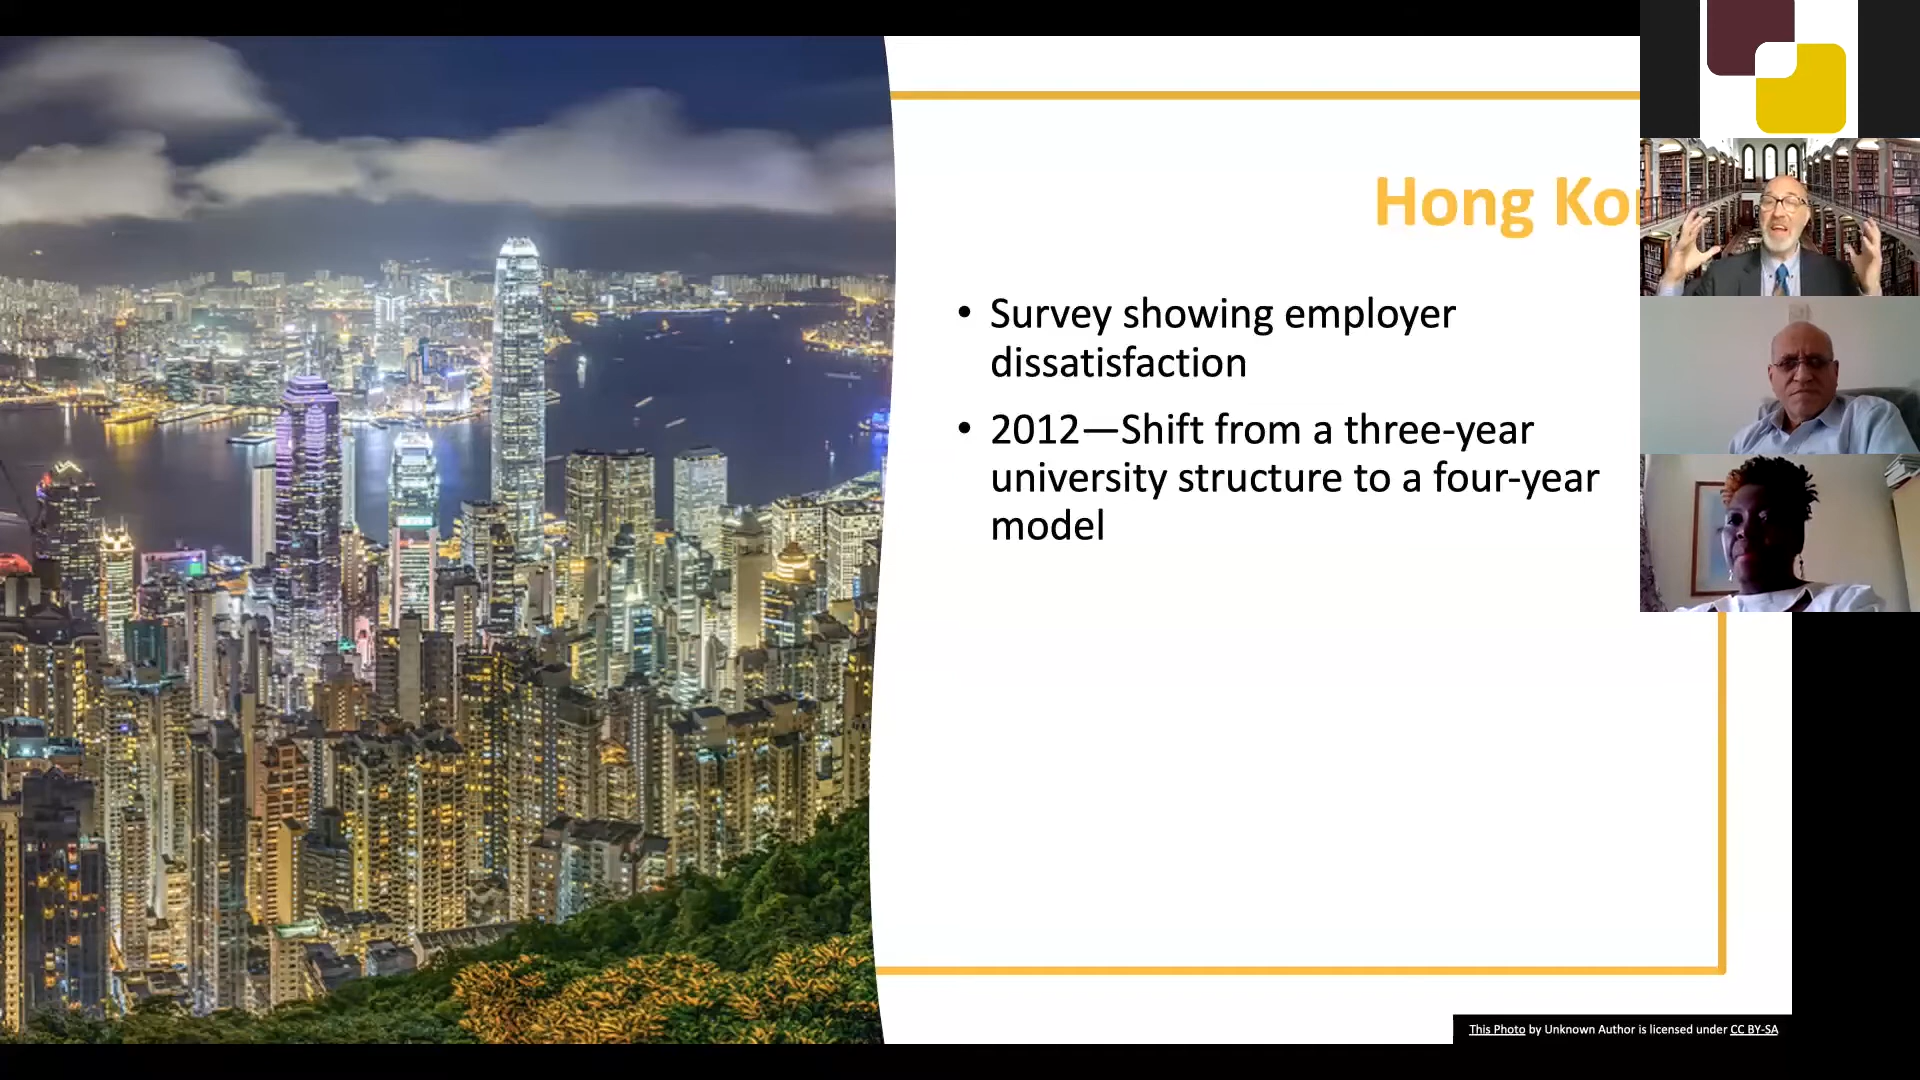 Hong Ko
• Survey showing employer
dissatisfaction
• 2012—Shift from a three-year
university structure to a four-year
model
This Photo by Unknown Author is licensed under CC BY-SA